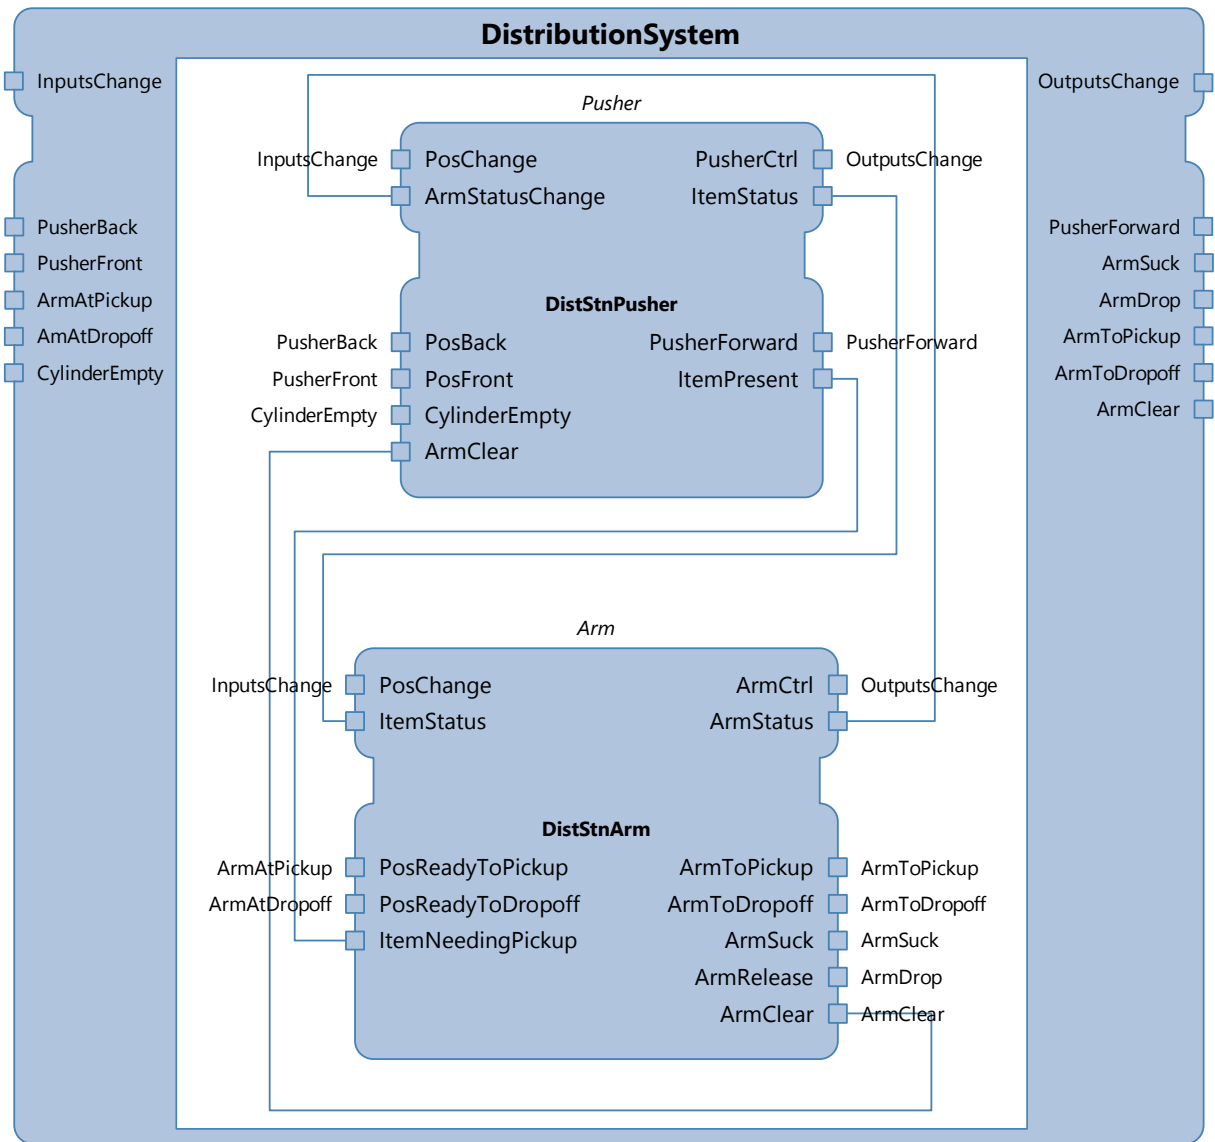 DistributionSystem
InputsChange
OutputsChange
Pusher
InputsChange
PosChange
PusherCtrl
OutputsChange
ArmStatusChange
ItemStatus
PusherBack
PusherFront
ArmAtPickup
AmAtDropoff
CylinderEmpty
PusherForward
ArmSuck
ArmDrop
ArmToPickup
ArmToDropoff
ArmClear
DistStnPusher
PusherBack
PosBack
PusherForward
PusherForward
PusherFront
PosFront
ItemPresent
CylinderEmpty
CylinderEmpty
ArmClear
Arm
InputsChange
PosChange
ArmCtrl
OutputsChange
ItemStatus
ArmStatus
DistStnArm
ArmAtPickup
PosReadyToPickup
ArmToPickup
ArmToPickup
ArmAtDropoff
PosReadyToDropoff
ArmToDropoff
ArmToDropoff
ItemNeedingPickup
ArmSuck
ArmSuck
ArmRelease
ArmDrop
ArmClear
ArmClear